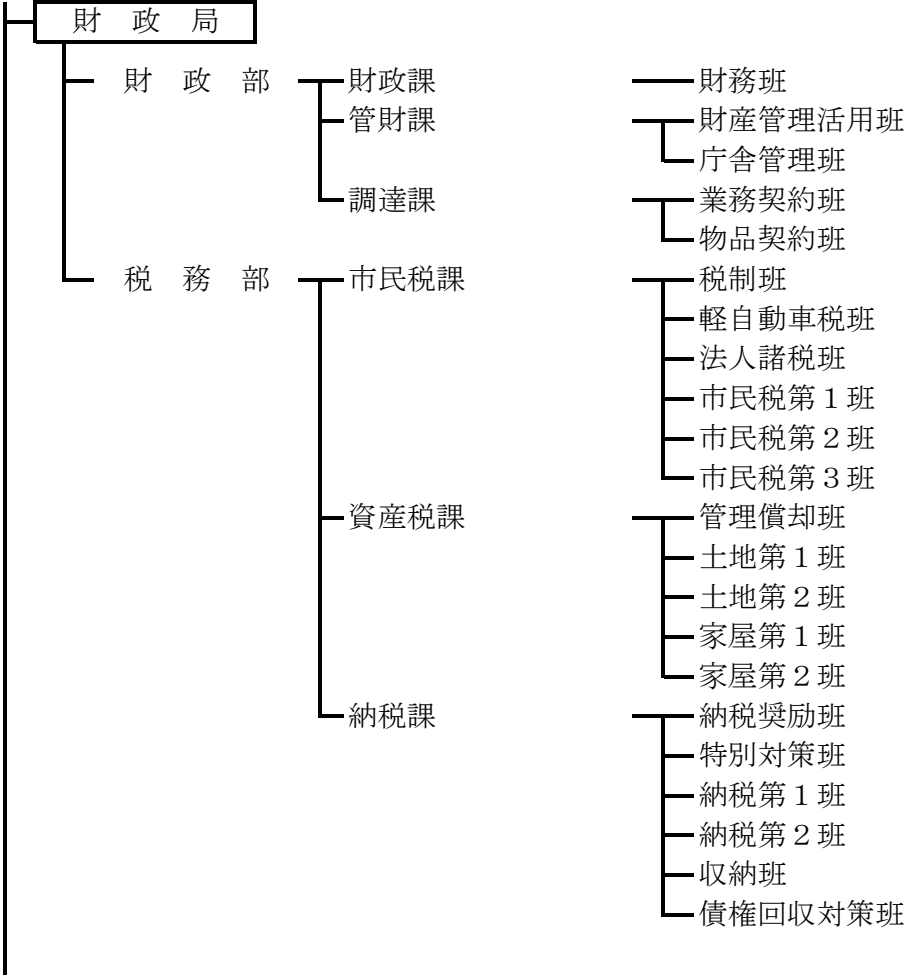 財政局
財政部 財政課 財務班
管財課 財産管理活用班
庁舎管理班
調達課 業務契約班
物品契約班
税務部 市民税課 税制班
軽自動車税班
法人諸税班
市民税第１班
市民税第２班
市民税第３班
資産税課 管理償却班
土地第１班
土地第２班
家屋第１班
家屋第２班
納税課 納税奨励班
特別対策班
納税第１班
納税第２班
収納班
債権回収対策班